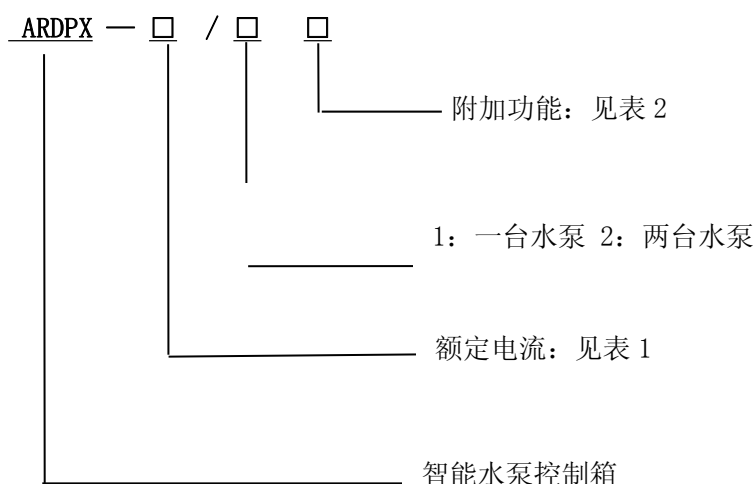 ARDPX — □ / □ □
附加功能：见表 2
1：一台水泵 2：两台水泵
额定电流：见表 1
智能水泵控制箱